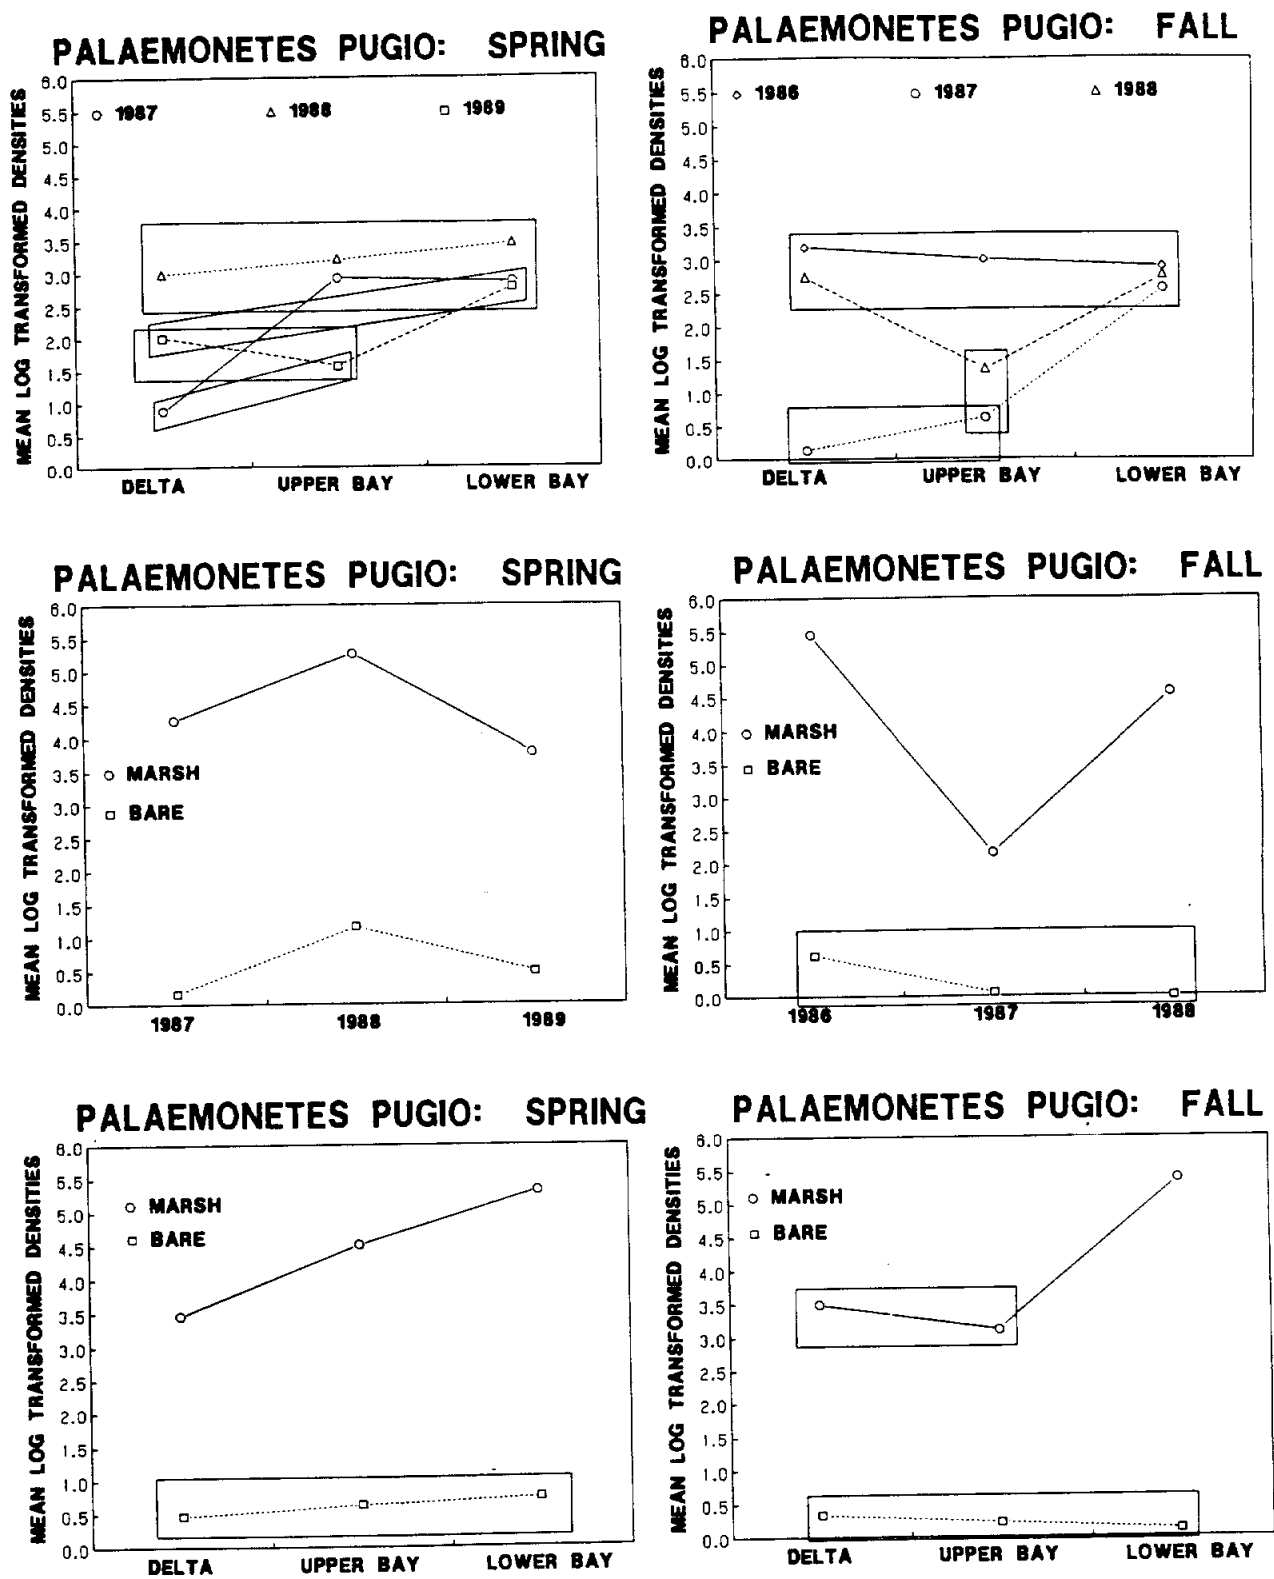 PALAEMONETES PUGIO: SPRING
MEAN LOG TRANSFORMED DENSITIES
6.0
5.5
5.0
4.5
4.0
3.5
3.0
2.5
2.0
1.5
1.0
0.5
0.0
1987 1988 1989
DELTA UPPER BAY LOWER BAY
PALAEMONETES PUGIO: FALL
MEAN LOG TRANSFORMED DENSITIES
6.0
5.5
5.0
4.5
4.0
3.5
3.0
2.5
2.0
1.5
1.0
0.5
0.0
1986 1987 1988
DELTA UPPER BAY LOWER BAY
PALAEMONETES PUGIO: SPRING
MEAN LOG TRANSFORMED DENSITIES
6.0
5.5
5.0
4.5
4.0
3.5
3.0
2.5
2.0
1.5
1.0
0.5
0.0
MARSH
BARE
1987 1988 1989
PALAEMONETES PUGIO: FALL
MEAN LOG TRANSFORMED DENSITIES
6.0
5.5
5.0
4.5
4.0
3.5
3.0
2.5
2.0
1.5
1.0
0.5
0.0
MARSH
BARE
1986 1987 1988
PALAEMONETES PUGIO: SPRING
MEAN LOG TRANSFORMED DENSITIES
6.0
5.5
5.0
4.5
4.0
3.5
3.0
2.5
2.0
1.5
1.0
0.5
0.0
MARSH
BARE
DELTA UPPER BAY LOWER BAY
PALAEMONETES PUGIO: FALL
MEAN LOG TRANSFORMED DENSITIES
6.0
5.5
5.0
4.5
4.0
3.5
3.0
2.5
2.0
1.5
1.0
0.5
0.0
MARSH
BARE
DELTA UPPER BAY LOWER BAY